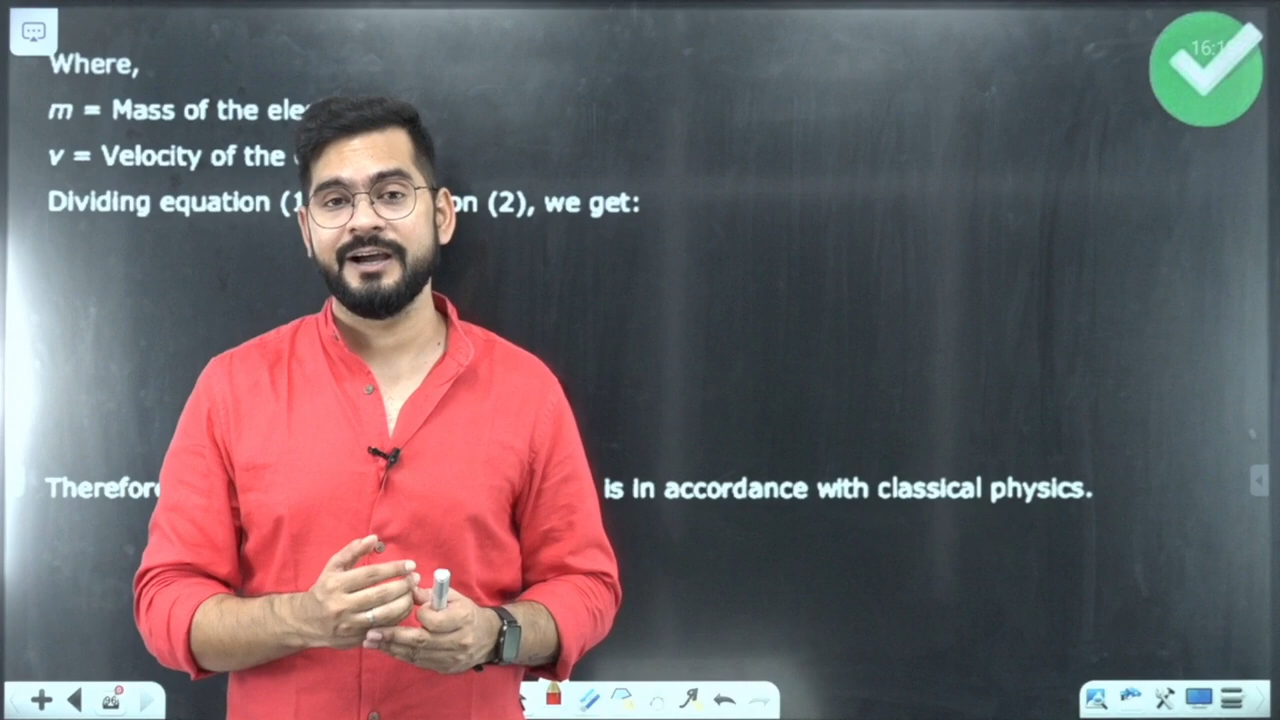 Where,
m = Mass of the
v = Velocity of the
Dividing equation (1 on (2), we get:
Therefore is in accordance with classical physics.
96